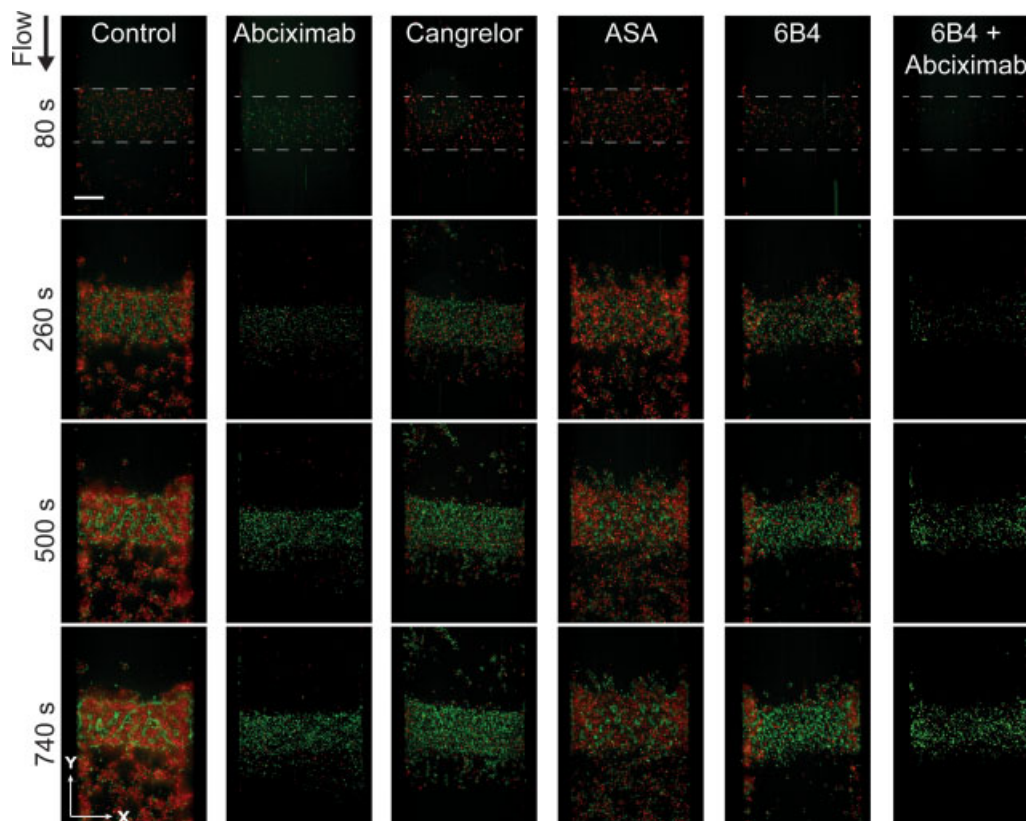 Flow
Control
Abciximab
Cangrelor
ASA
6B4
6B4 +
Abciximab
80 s
260 s
500 s
740 s
Y
X